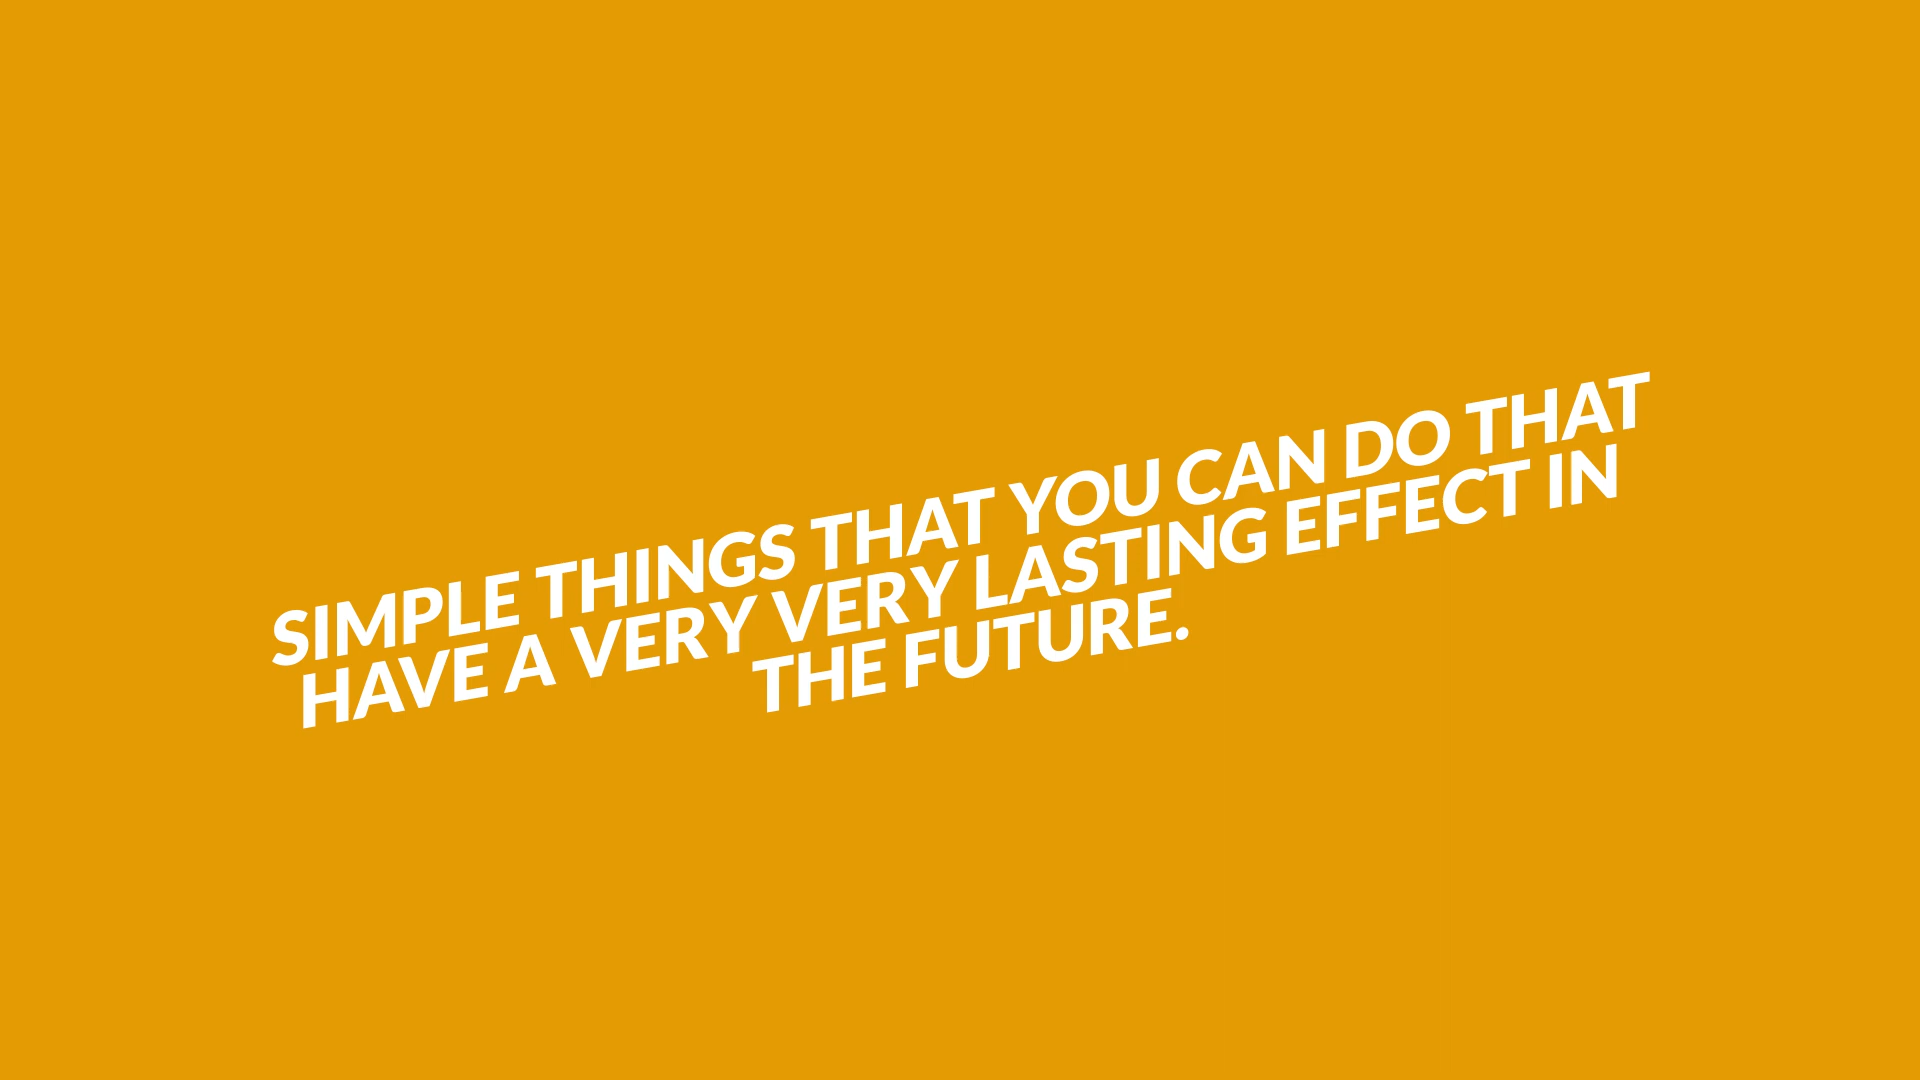 SIMPLE THINGS THAT YOU CAN DO THAT
HAVE A VERY VERY LASTING EFFECT IN
THE FUTURE.